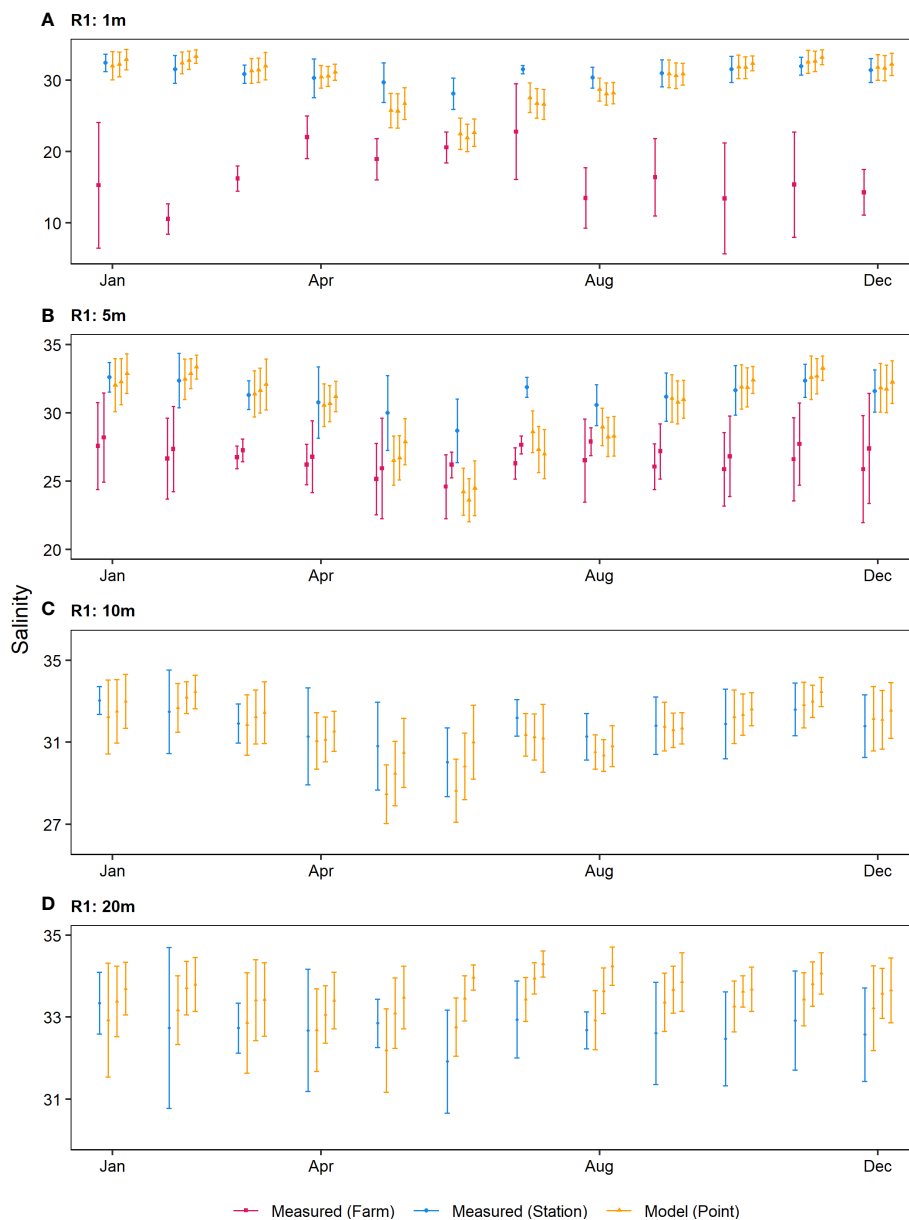 A R1: 1m
30
20
10
Jan Apr Aug Dec
B R1: 5m
35
30
25
20
Jan Apr Aug Dec
Salinity
C R1: 10m
35
31
27
Jan Apr Aug Dec
D R1: 20m
35
33
31
Jan Apr Aug Dec
Measured (Farm) Measured (Station) Model (Point)